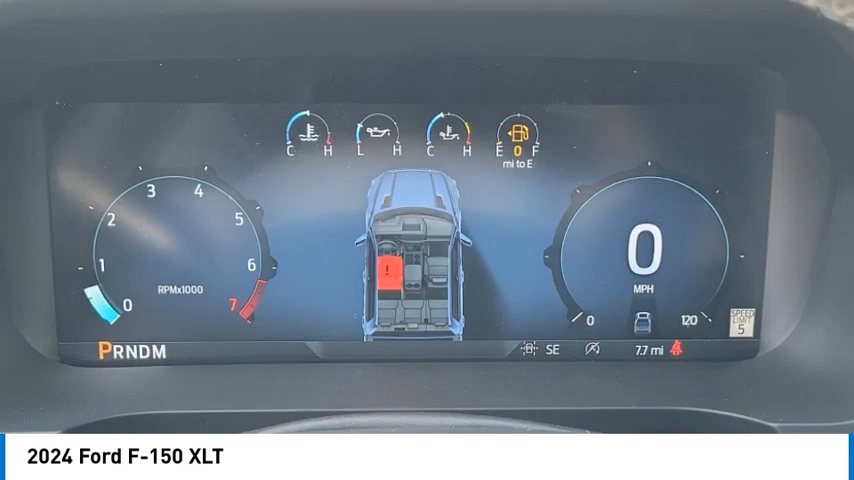 C H L H C H E 0 F
mi to E
3 4
2 5
1 6
RPMx1000
0 7
!
0
MPH
0 120
SPEED
LIMIT
5
PRNDM
SE 7.7 mi
2024 Ford F-150 XLT